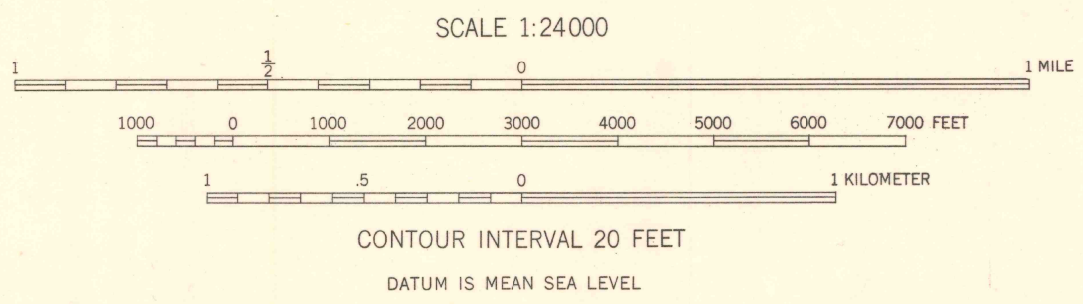 SCALE 1:24000
1 1/2 0 1 MILE
1000 0 1000 2000 3000 4000 5000 6000 7000 FEET
1 .5 0 1 KILOMETER
CONTOUR INTERVAL 20 FEET
DATUM IS MEAN SEA LEVEL